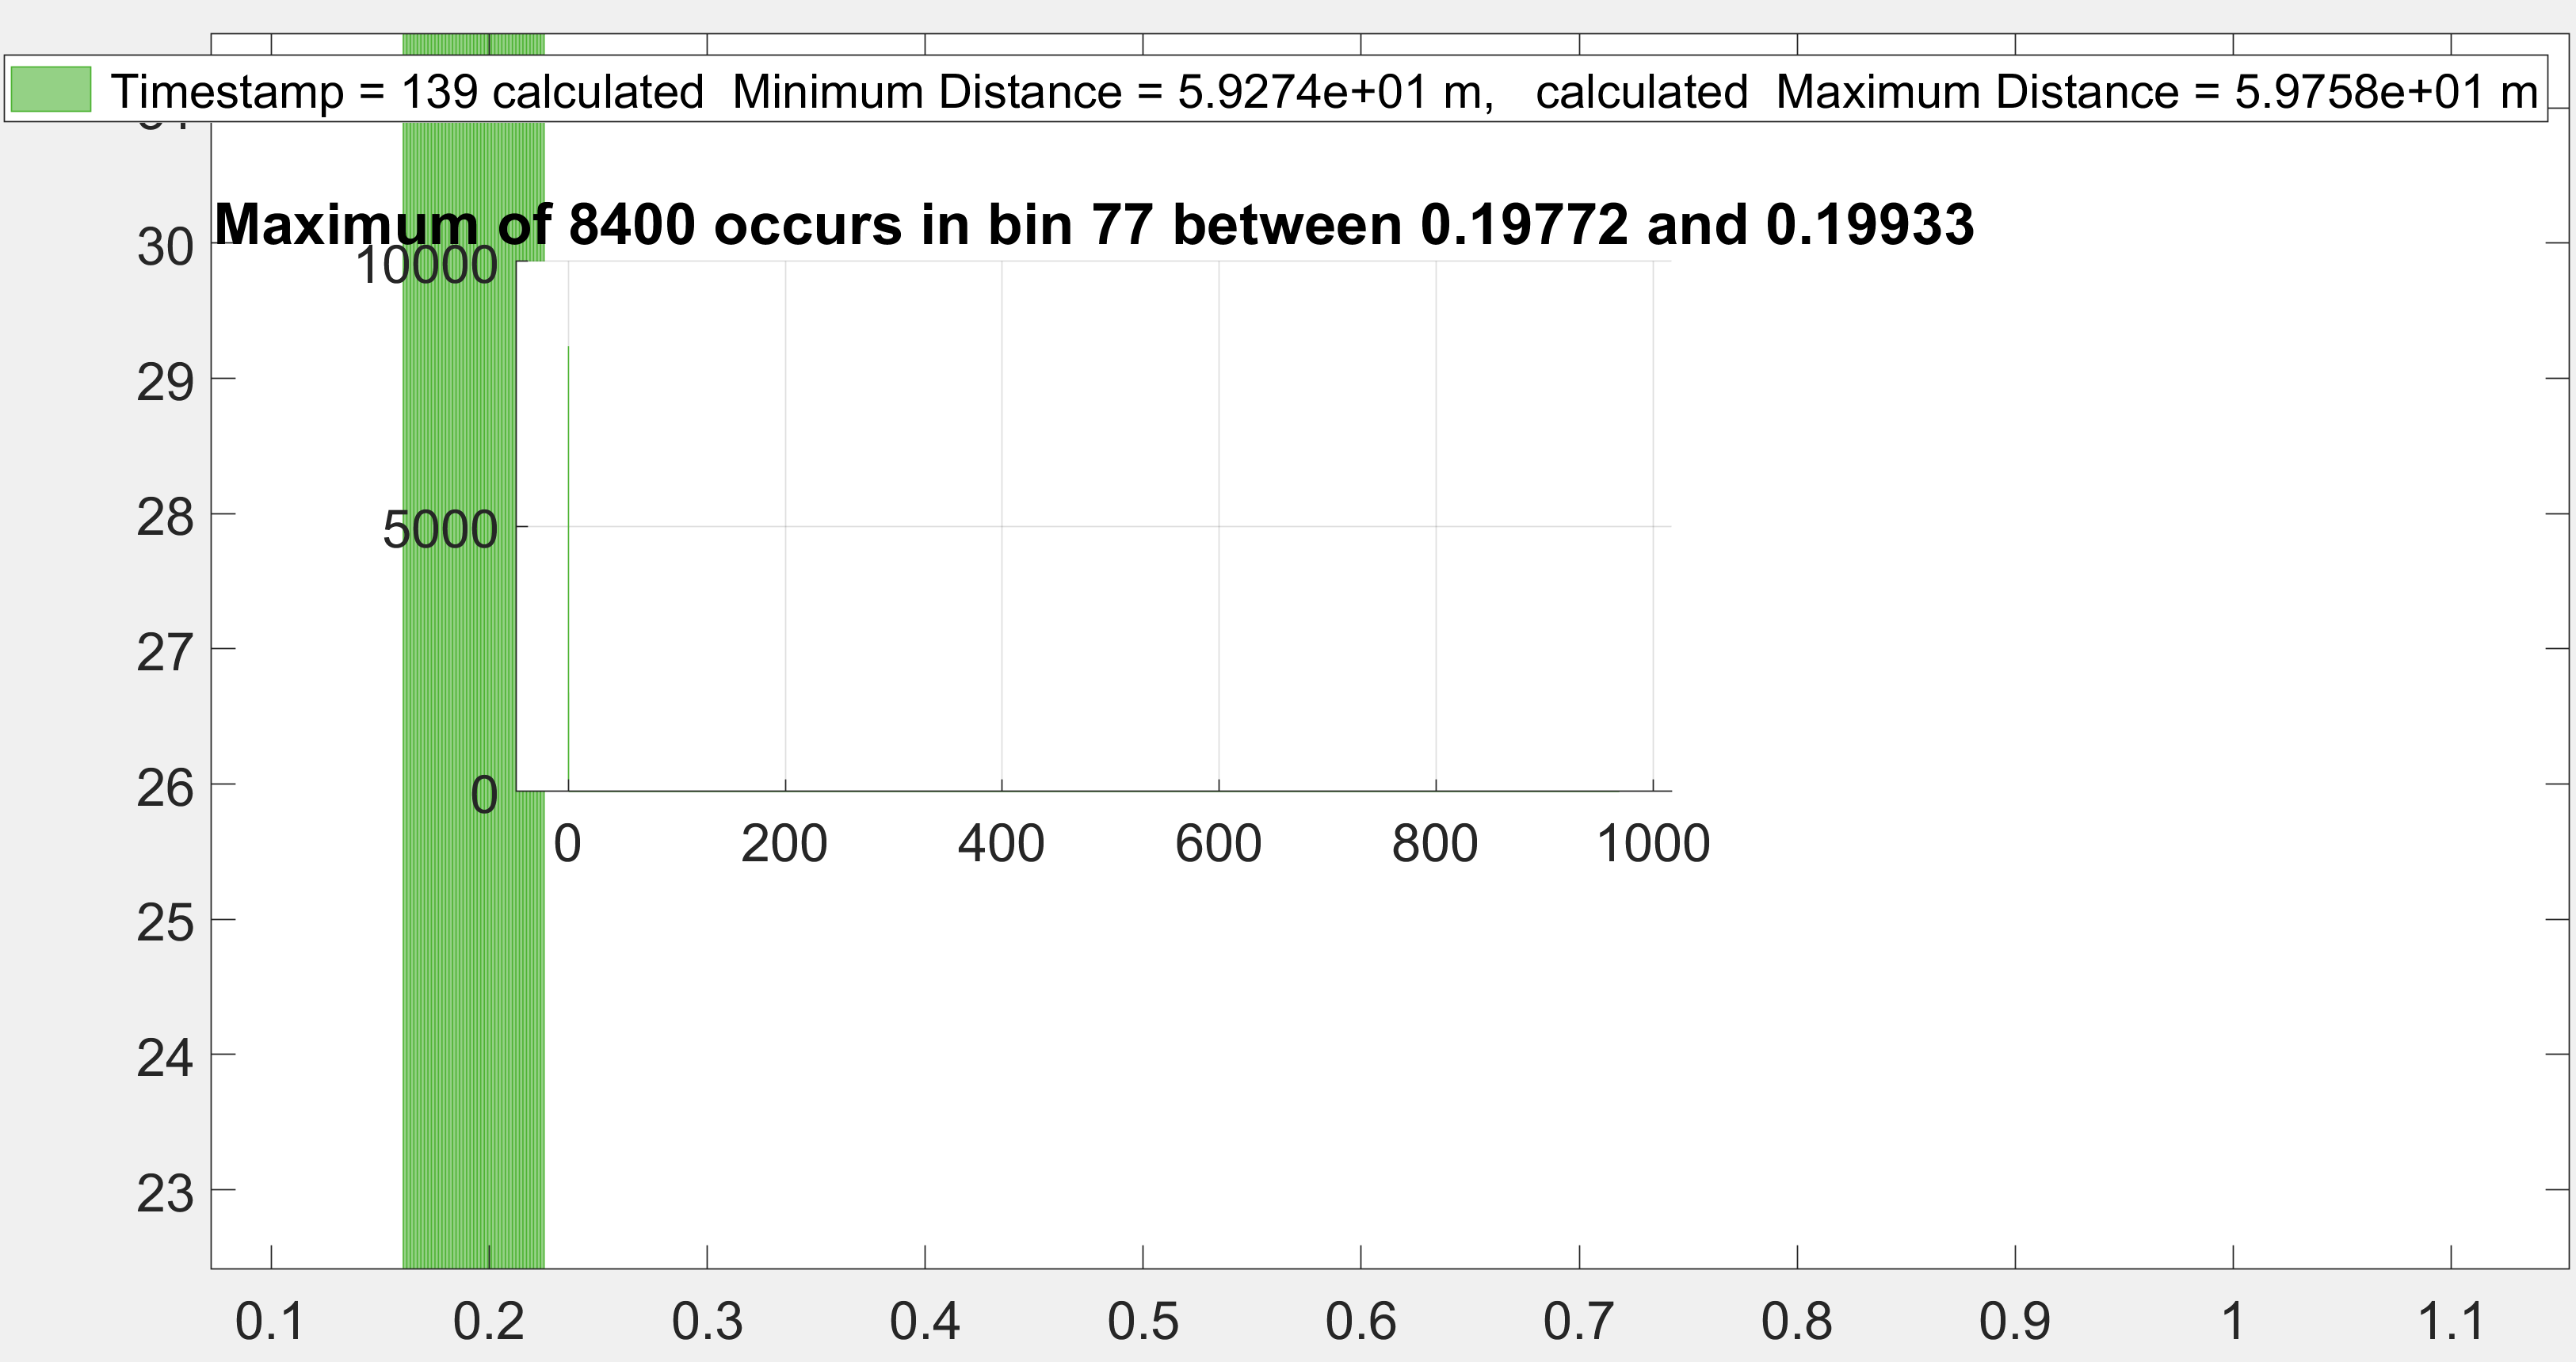 Timestamp = 139 calculated  Minimum Distance = 5.9274e+01 m,   calculated  Maximum Distance = 5.9758e+01 m
Maximum of 8400 occurs in bin 77 between 0.19772 and 0.19933
30
29
28
27
26
25
24
23
10000
5000
0
0 200 400 600 800 1000
0.1 0.2 0.3 0.4 0.5 0.6 0.7 0.8 0.9 1 1.1